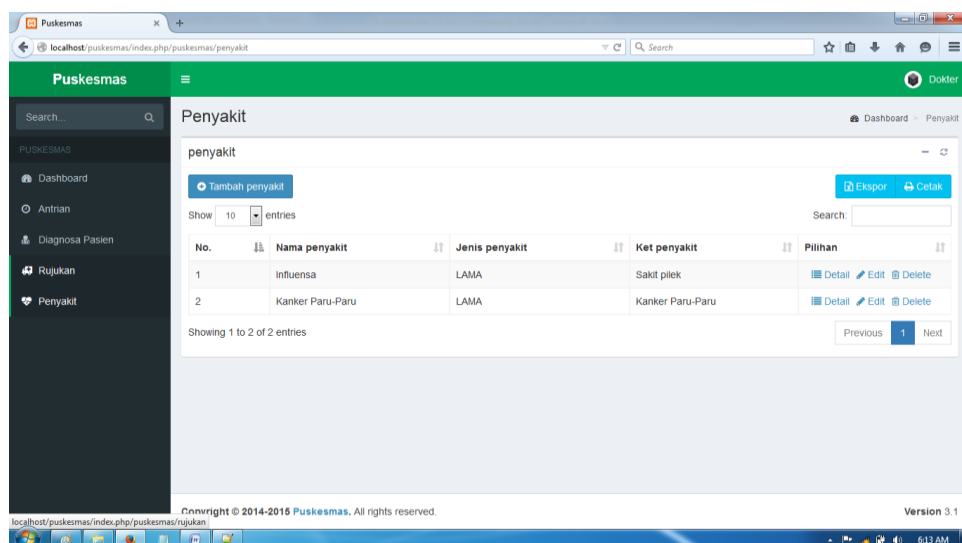 Puskesmas
localhost/puskesmas/index.php/puskesmas/penyakit Search
Puskesmas Dokter
Search... Penyakit Dashboard > Penyakit
PUSKESMAS
Dashboard
Antrian
Diagnosa Pasien
Rujukan
Penyakit
penyakit
Tambah penyakit Ekspor Cetak
Show 10 entries Search:
No. Nama penyakit Jenis penyakit Ket penyakit Pilihan
1 Influensa LAMA Sakit pilek Detail Edit Delete
2 Kanker Paru-Paru LAMA Kanker Paru-Paru Detail Edit Delete
Showing 1 to 2 of 2 entries Previous 1 Next
Copyright © 2014-2015 Puskesmas. All rights reserved. Version 3.1
localhost/puskesmas/index.php/puskesmas/rujukan
6:13 AM